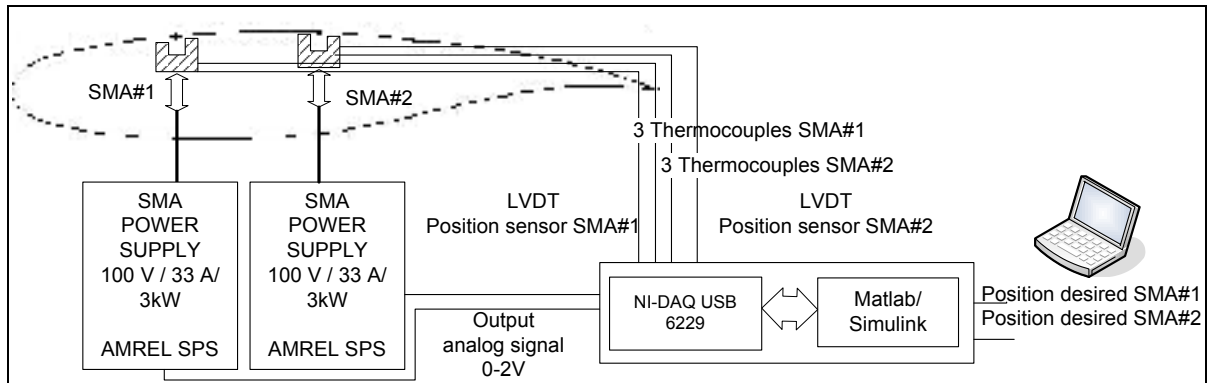 SMA#1
SMA#2
3 Thermocouples SMA#1
3 Thermocouples SMA#2
SMA
POWER
SUPPLY
100 V / 33 A/
3kW
AMREL SPS
SMA
POWER
SUPPLY
100 V / 33 A/
3kW
AMREL SPS
LVDT
Position sensor SMA#1
LVDT
Position sensor SMA#2
Output
analog signal
0-2V
NI-DAQ USB
6229
Matlab/
Simulink
Position desired SMA#1
Position desired SMA#2